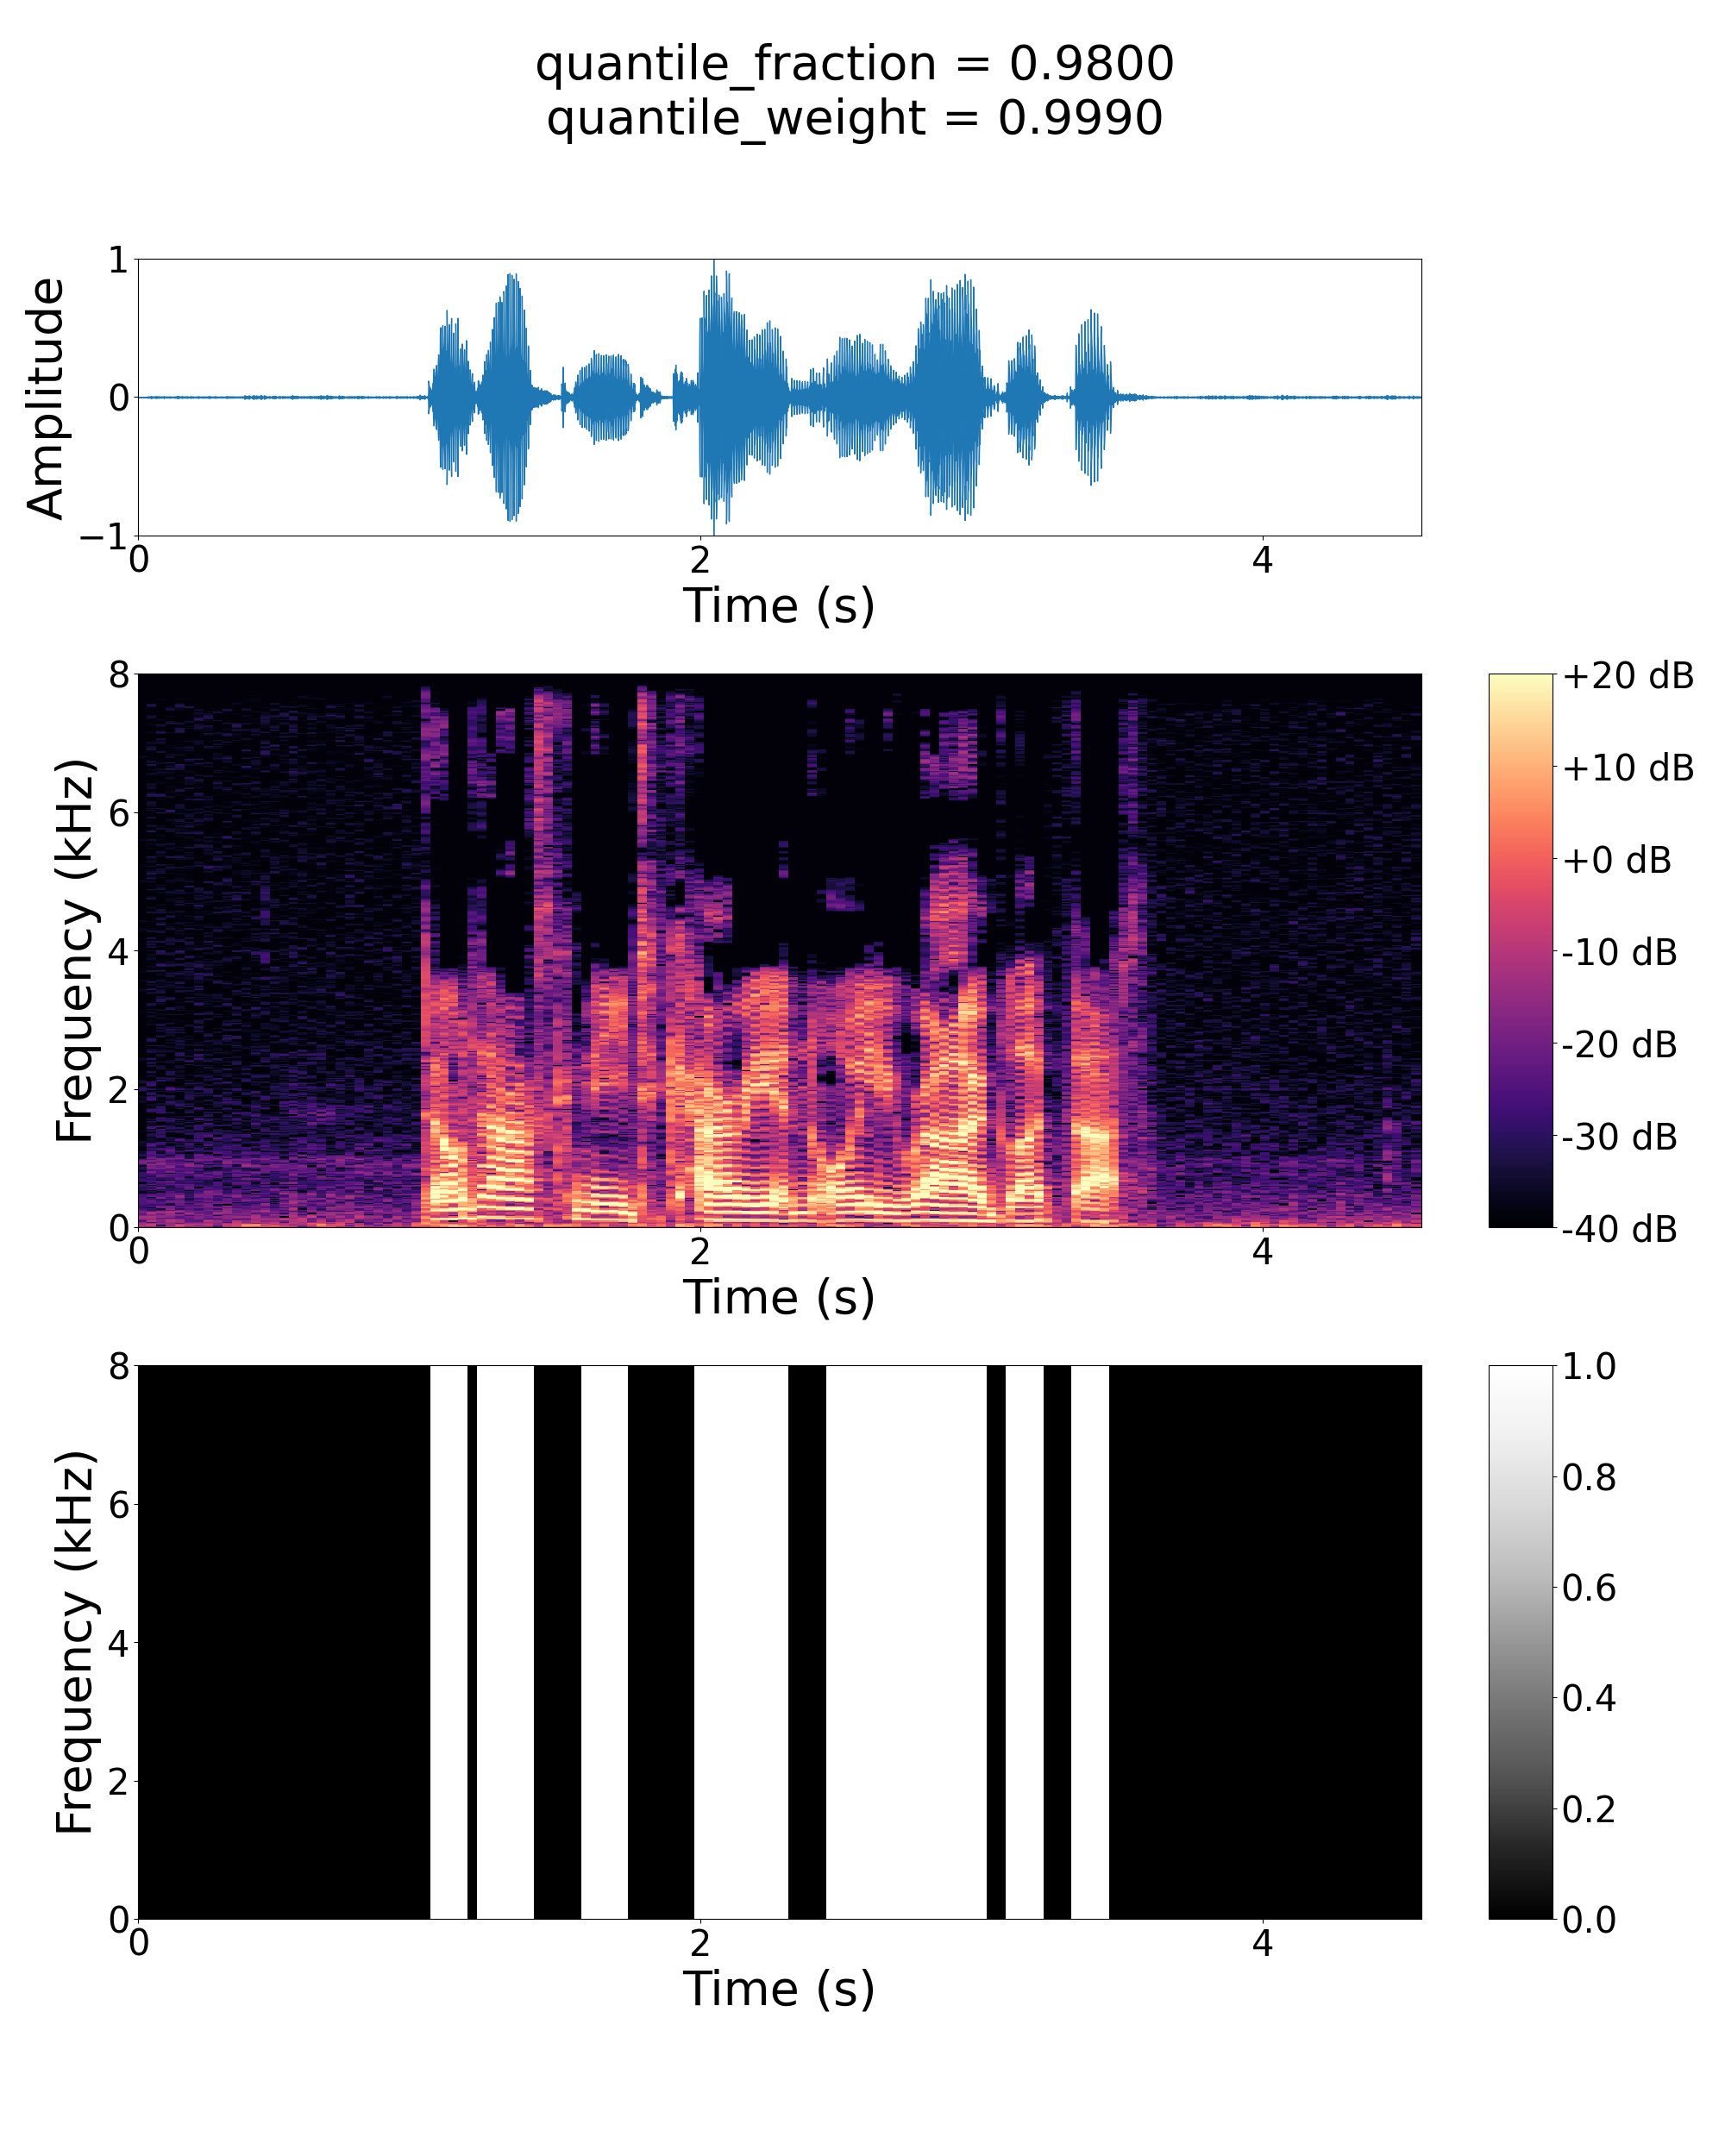 quantile_fraction = 0.9800
quantile_weight = 0.9990
1
0
−1
Amplitude
0 2 4
Time (s)
8
6
4
2
0
Frequency (kHz)
0 2 4
Time (s)
+20 dB
+10 dB
+0 dB
-10 dB
-20 dB
-30 dB
-40 dB
8
6
4
2
0
Frequency (kHz)
0 2 4
Time (s)
1.0
0.8
0.6
0.4
0.2
0.0